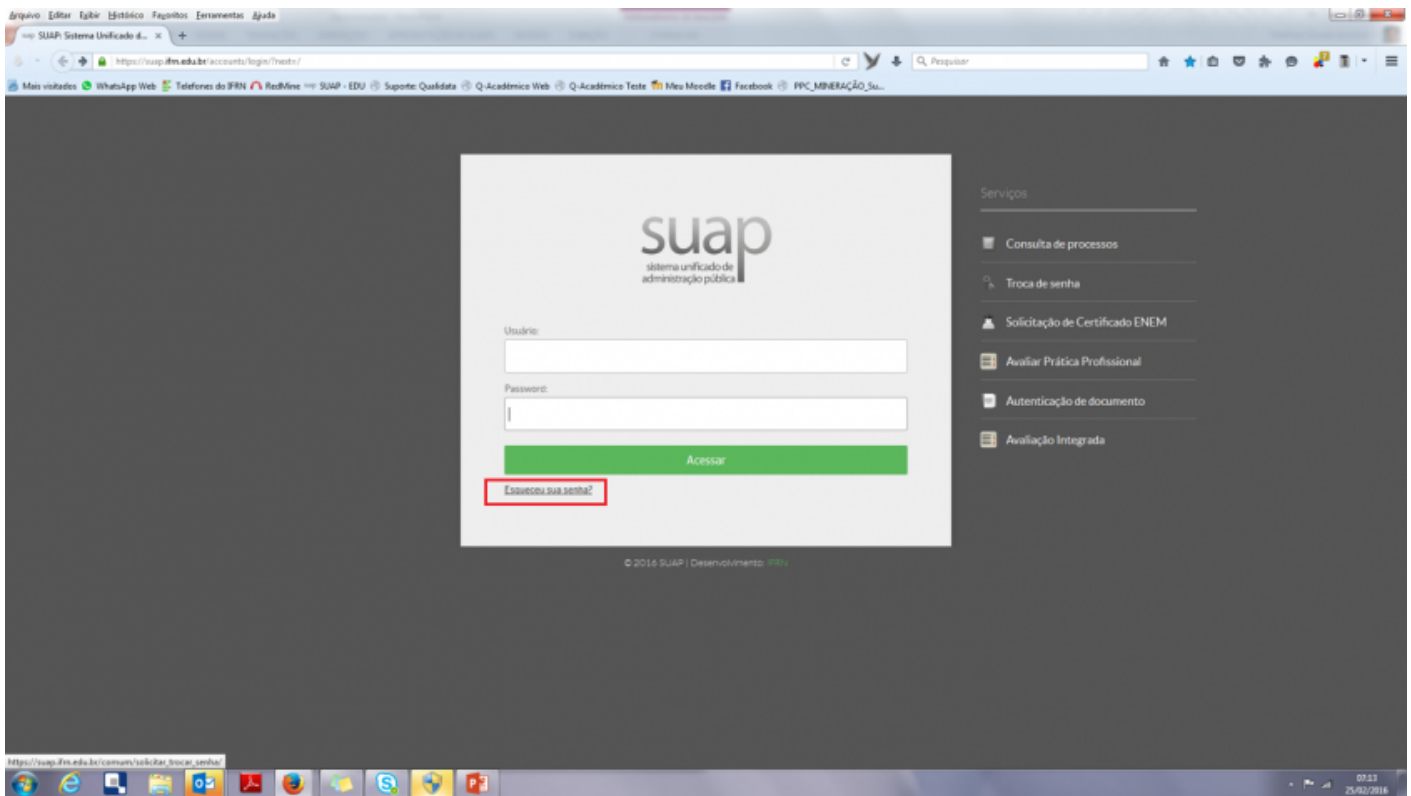 Arquivo Editar Exibir Histórico Favoritos Ferramentas Ajuda
SUAP: Sistema Unificado d... × +
https://suap.ifrn.edu.br/accounts/login/?next=/
Pesquisar
Mais visitados WhatsApp Web Telefones do IFRN RedMine SUAP - EDU Suporte: Qualidata Q-Acadêmico Web Q-Acadêmico Teste Meu Moodle Facebook PPC_MINERAÇÃO_Su...
suap
sistema unificado de
administração pública
Usuário:
Password:
Acessar
Esqueceu sua senha?
Serviços
Consulta de processos
Troca de senha
Solicitação de Certificado ENEM
Avaliar Prática Profissional
Autenticação de documento
Avaliação Integrada
© 2016 SUAP | Desenvolvimento: IFRN
https://suap.ifrn.edu.br/comum/solicitar_trocar_senha/
07:13
25/02/2016